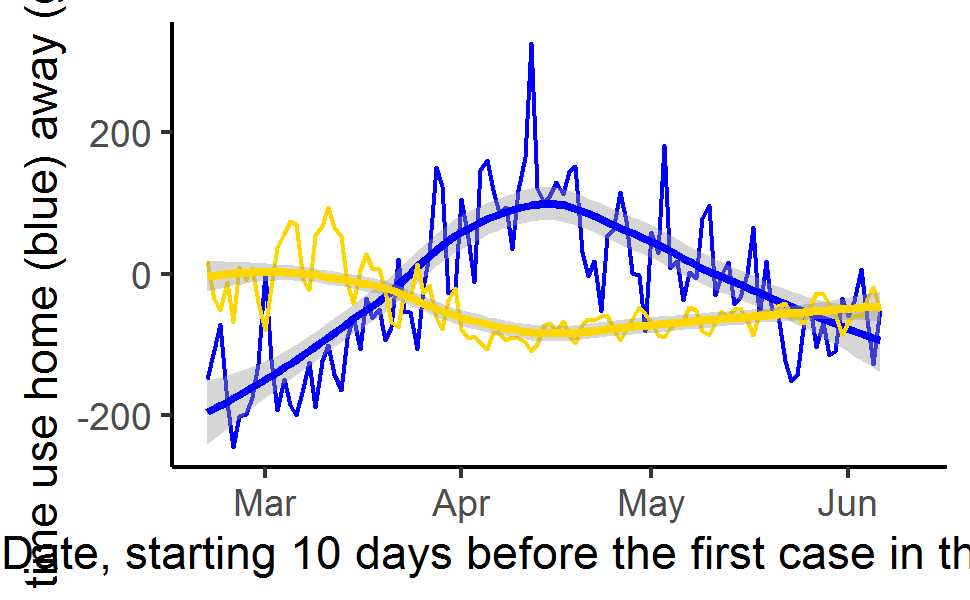 time use home (blue) away (
200
0
-200
Mar Apr May Jun
Date, starting 10 days before the first case in th